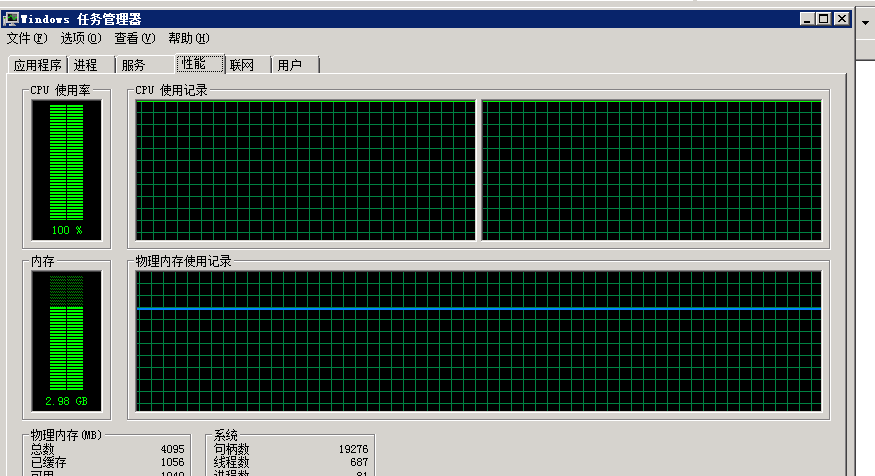 Windows 任务管理器
文件(F) 选项(O) 查看(V) 帮助(H)
应用程序 进程 服务 性能 联网 用户
CPU 使用率
CPU 使用记录
100 %
内存
物理内存使用记录
2.98 GB
物理内存(MB)
总数 4095
已缓存 1056
系统
句柄数 19276
线程数 687